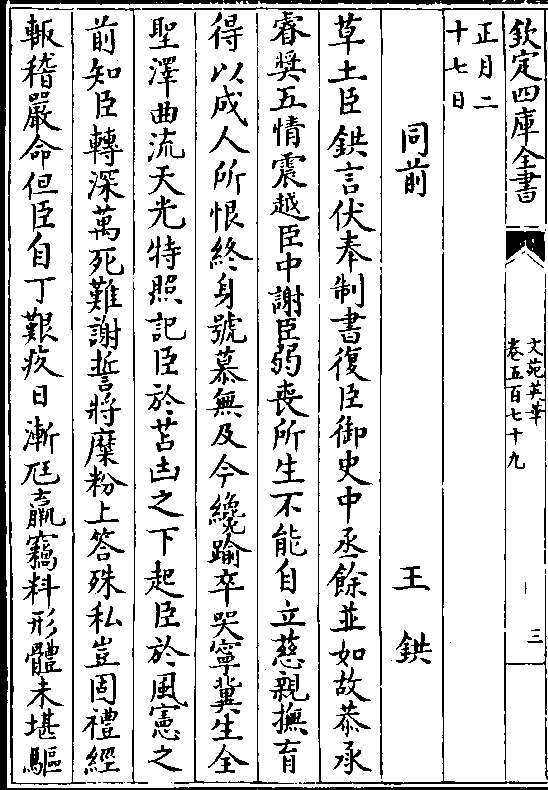 欽定四庫全書
文苑英華
卷五百七十九
三
正月二
十七日
同前
王鉷
草土臣鉷言伏奉制書復臣御史中丞餘並如故恭承
睿奬五情震越臣中謝臣弱喪所生不能自立慈親撫育
得以成人所恨終身號慕無及今纔踰卒哭寧冀生全
聖澤曲流天光特照記臣於苫凷之下起臣於風憲之
前知臣轉深萬死難謝誓將糜粉上答殊私豈固禮經
輙稽嚴命但臣自丁艱疚日漸尫羸竊料形體未堪驅